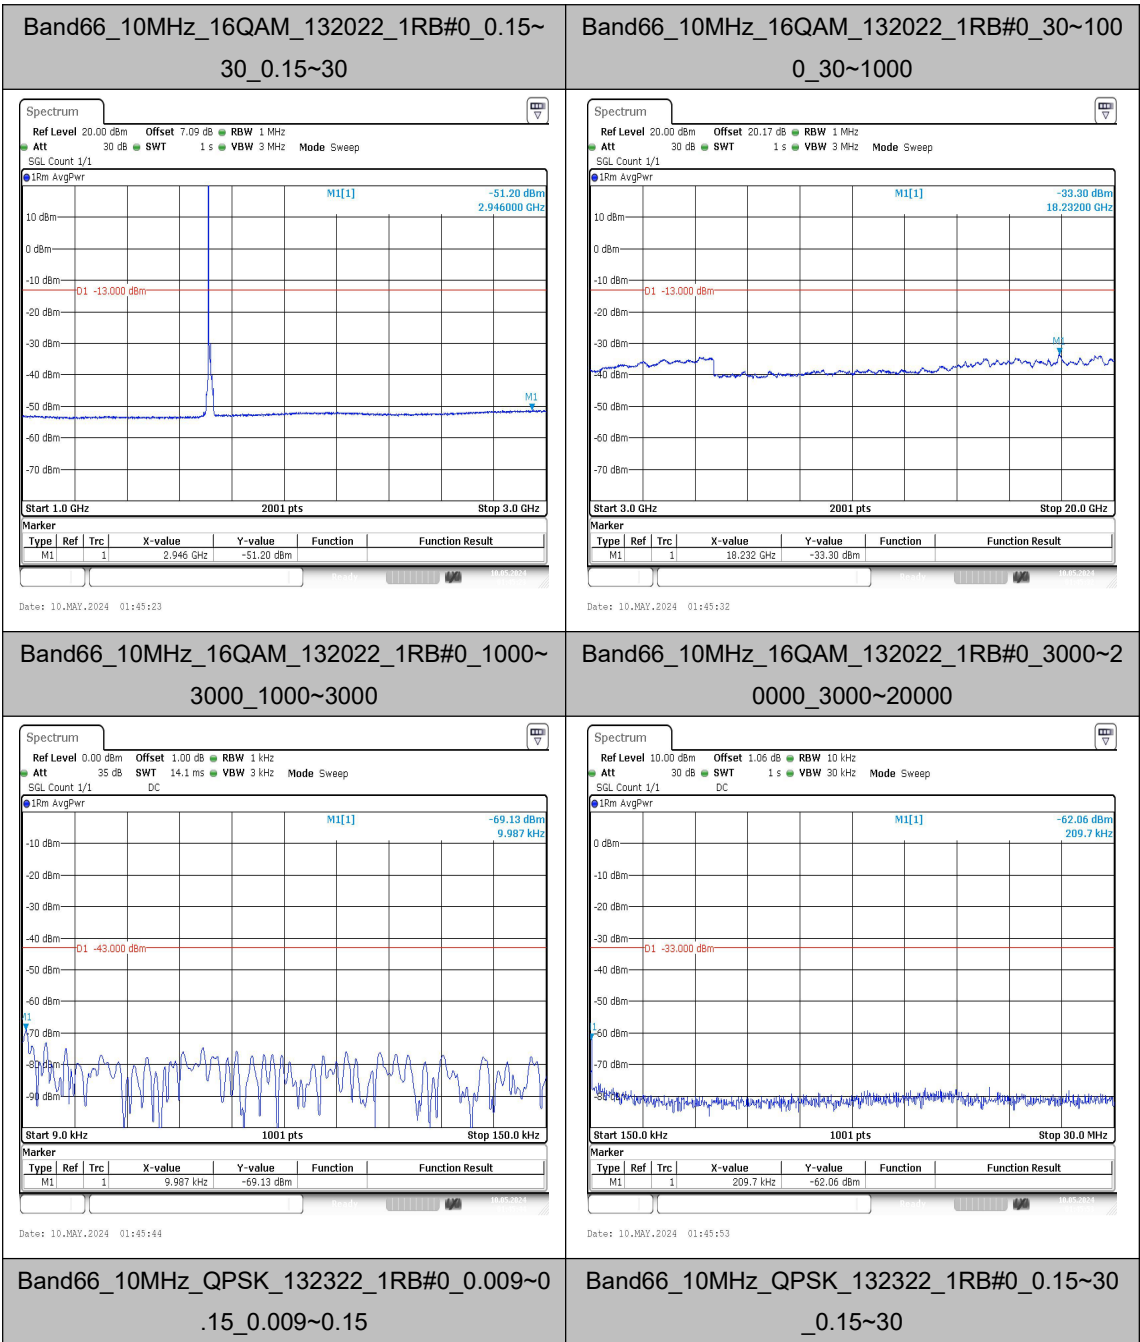 Band66_10MHz_16QAM_132022_1RB#0_0.15~
30_0.15~30
Band66_10MHz_16QAM_132022_1RB#0_30~100
0_30~1000
Spectrum
Ref Level 20.00 dBm Offset 7.09 dB RBW 1 MHz
Att 30 dB SWT 1 s VBW 3 MHz Mode Sweep
SGL Count 1/1
1Rm AvgPwr
M1[1] -51.20 dBm
2.946000 GHz
10 dBm
0 dBm
-10 dBm
D1 -13.000 dBm
-20 dBm
-30 dBm
-40 dBm
-50 dBm
M1
-60 dBm
-70 dBm
Start 1.0 GHz 2001 pts Stop 3.0 GHz
Marker
Type Ref Trc X-value Y-value Function Function Result
M1 1 2.946 GHz -51.20 dBm
Ready 10.05.2024
Date: 10.MAY.2024 01:45:23
Spectrum
Ref Level 20.00 dBm Offset 20.17 dB RBW 1 MHz
Att 30 dB SWT 1 s VBW 3 MHz Mode Sweep
SGL Count 1/1
1Rm AvgPwr
M1[1] -33.30 dBm
18.23200 GHz
10 dBm
0 dBm
-10 dBm
D1 -13.000 dBm
-20 dBm
-30 dBm
M1
-40 dBm
-50 dBm
-60 dBm
-70 dBm
Start 3.0 GHz 2001 pts Stop 20.0 GHz
Marker
Type Ref Trc X-value Y-value Function Function Result
M1 1 18.232 GHz -33.30 dBm
Ready 10.05.2024
Date: 10.MAY.2024 01:45:32
Band66_10MHz_16QAM_132022_1RB#0_1000~
3000_1000~3000
Band66_10MHz_16QAM_132022_1RB#0_3000~2
0000_3000~20000
Spectrum
Ref Level 0.00 dBm Offset 1.00 dB RBW 1 kHz
Att 35 dB SWT 14.1 ms VBW 3 kHz Mode Sweep
SGL Count 1/1 DC
1Rm AvgPwr
M1[1] -69.13 dBm
9.987 kHz
-10 dBm
-20 dBm
-30 dBm
-40 dBm
D1 -43.000 dBm
-50 dBm
-60 dBm
M1
-70 dBm
-80 dBm
-90 dBm
Start 9.0 kHz 1001 pts Stop 150.0 kHz
Marker
Type Ref Trc X-value Y-value Function Function Result
M1 1 9.987 kHz -69.13 dBm
Ready 10.05.2024
Date: 10.MAY.2024 01:45:44
Spectrum
Ref Level 10.00 dBm Offset 1.06 dB RBW 10 kHz
Att 30 dB SWT 1 s VBW 30 kHz Mode Sweep
SGL Count 1/1 DC
1Rm AvgPwr
M1[1] -62.06 dBm
209.7 kHz
0 dBm
-10 dBm
-20 dBm
-30 dBm
D1 -33.000 dBm
-40 dBm
-50 dBm
-60 dBm
-70 dBm
Start 150.0 kHz 1001 pts Stop 30.0 MHz
Marker
Type Ref Trc X-value Y-value Function Function Result
M1 1 209.7 kHz -62.06 dBm
Ready 10.05.2024
Date: 10.MAY.2024 01:45:53
Band66_10MHz_QPSK_132322_1RB#0_0.009~0
.15_0.009~0.15
Band66_10MHz_QPSK_132322_1RB#0_0.15~30
_0.15~30